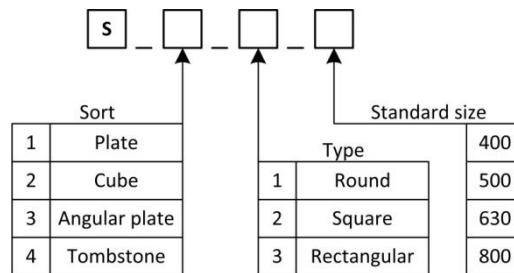 S _ _ _
Sort
1 Plate
2 Cube
3 Angular plate
4 Tombstone
Type
1 Round
2 Square
3 Rectangular
Standard size
400
500
630
800